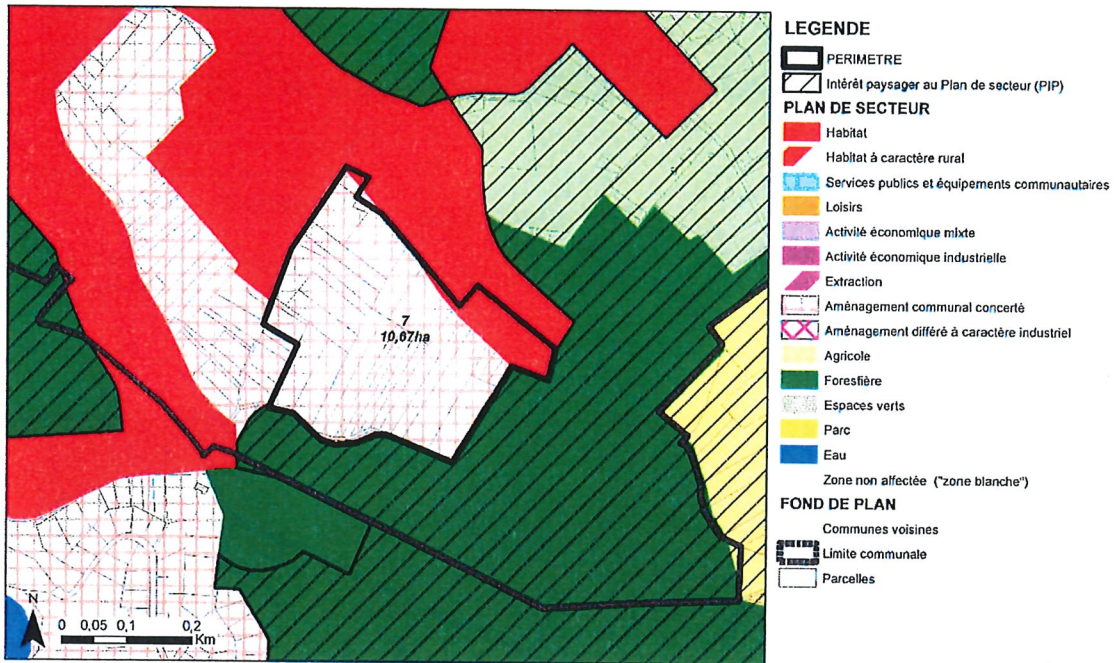 7
10,67ha
N
0 0,05 0,1 0,2
Km
LEGENDE
PERIMETRE
Intérêt paysager au Plan de secteur (PIP)
PLAN DE SECTEUR
Habitat
Habitat à caractère rural
Services publics et équipements communautaires
Loisirs
Activité économique mixte
Activité économique industrielle
Extraction
Aménagement communal concerté
Aménagement différé à caractère industriel
Agricole
Forestière
Espaces verts
Parc
Eau
Zone non affectée ("zone blanche")
FOND DE PLAN
Communes voisines
Limite communale
Parcelles